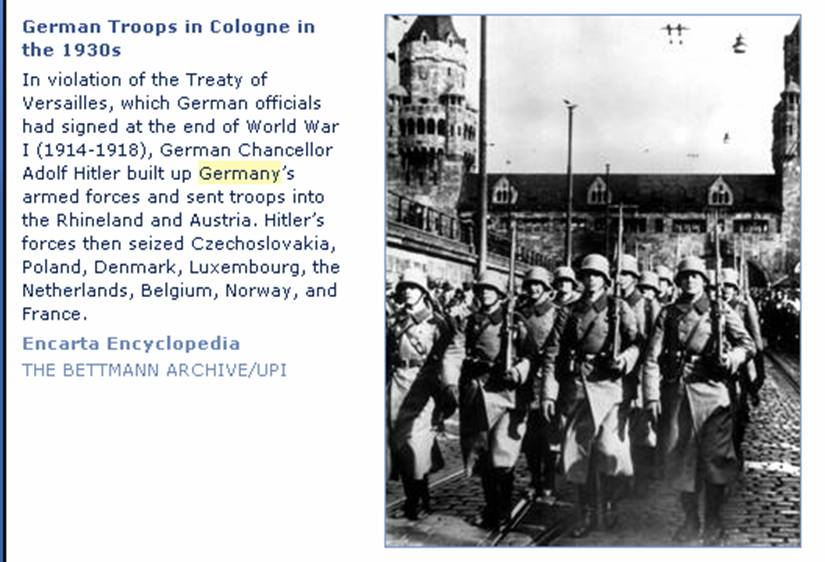 German Troops in Cologne in
the 1930s
In violation of the Treaty of
Versailles, which German officials
had signed at the end of World War
I (1914-1918), German Chancellor
Adolf Hitler built up Germany's
armed forces and sent troops into
the Rhineland and Austria. Hitler's
forces then seized Czechoslovakia,
Poland, Denmark, Luxembourg, the
Netherlands, Belgium, Norway, and
France.
Encarta Encyclopedia
THE BETTMANN ARCHIVE/UPI